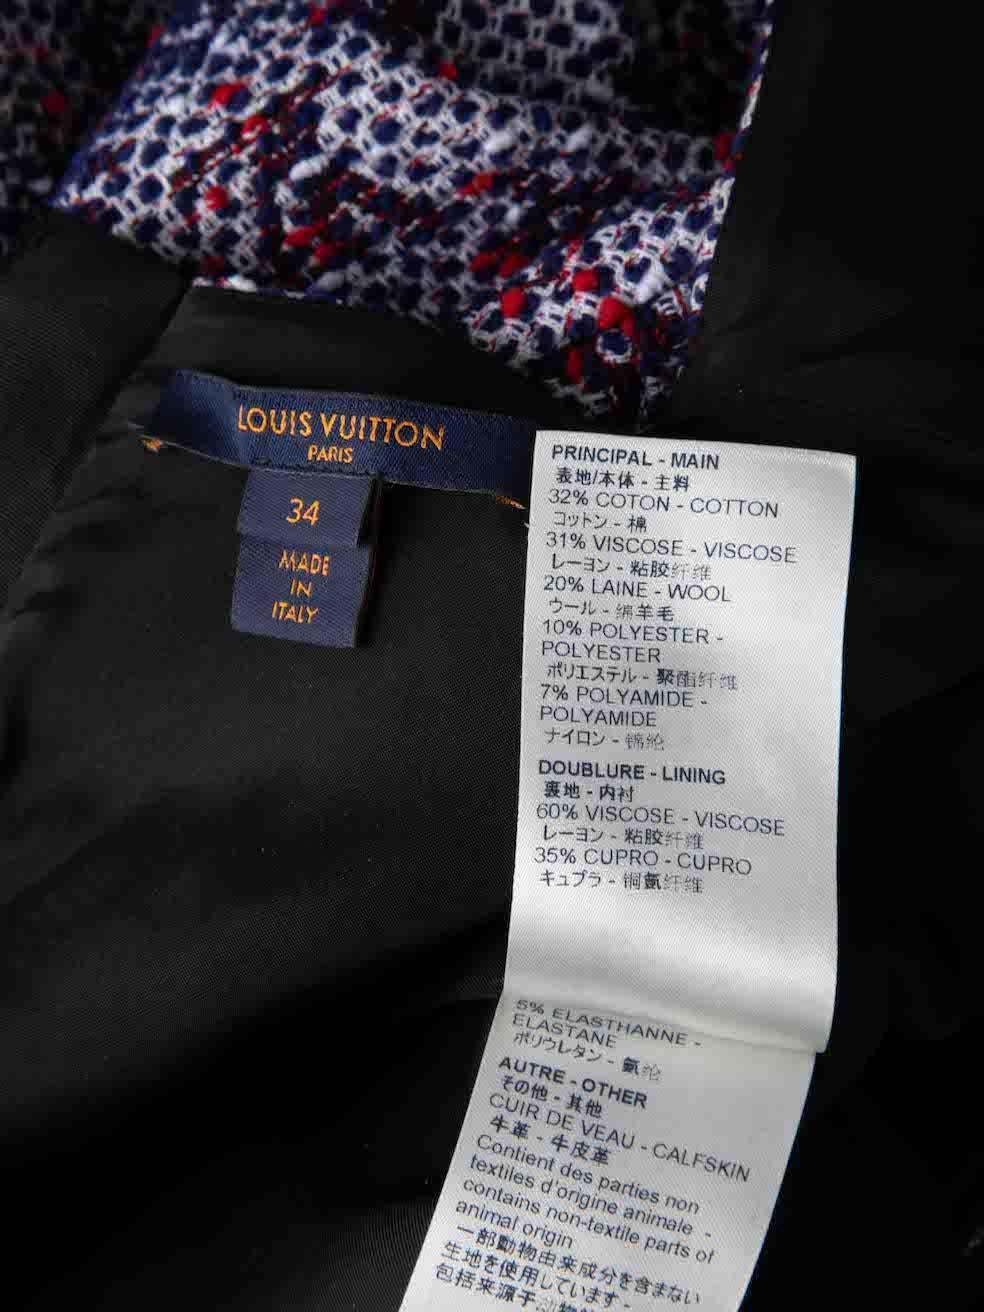 LOUIS VUITTON
PARIS
34
MADE
IN
ITALY
PRINCIPAL - MAIN
表地/本体 - 主料
32% COTON - COTTON
コットン - 棉
31% VISCOSE - VISCOSE
レーヨン - 粘胶纤维
20% LAINE - WOOL
ウール - 绵羊毛
10% POLYESTER -
POLYESTER
ポリエステル - 聚酯纤维
7% POLYAMIDE -
POLYAMIDE
ナイロン - 锦纶
DOUBLURE - LINING
裏地 - 内衬
60% VISCOSE - VISCOSE
レーヨン - 粘胶纤维
35% CUPRO - CUPRO
キュプラ - 铜氨纤维
5% ELASTHANNE -
ELASTANE
ポリウレタン - 氨纶
AUTRE - OTHER
その他 - 其他
CUIR DE VEAU - CALFSKIN
牛革 - 牛皮革
Contient des parties non
textiles d'origine animale -
contains non-textile parts of
animal origin
一部動物由来成分を含まない
生地を使用しています -
包括来源于动物